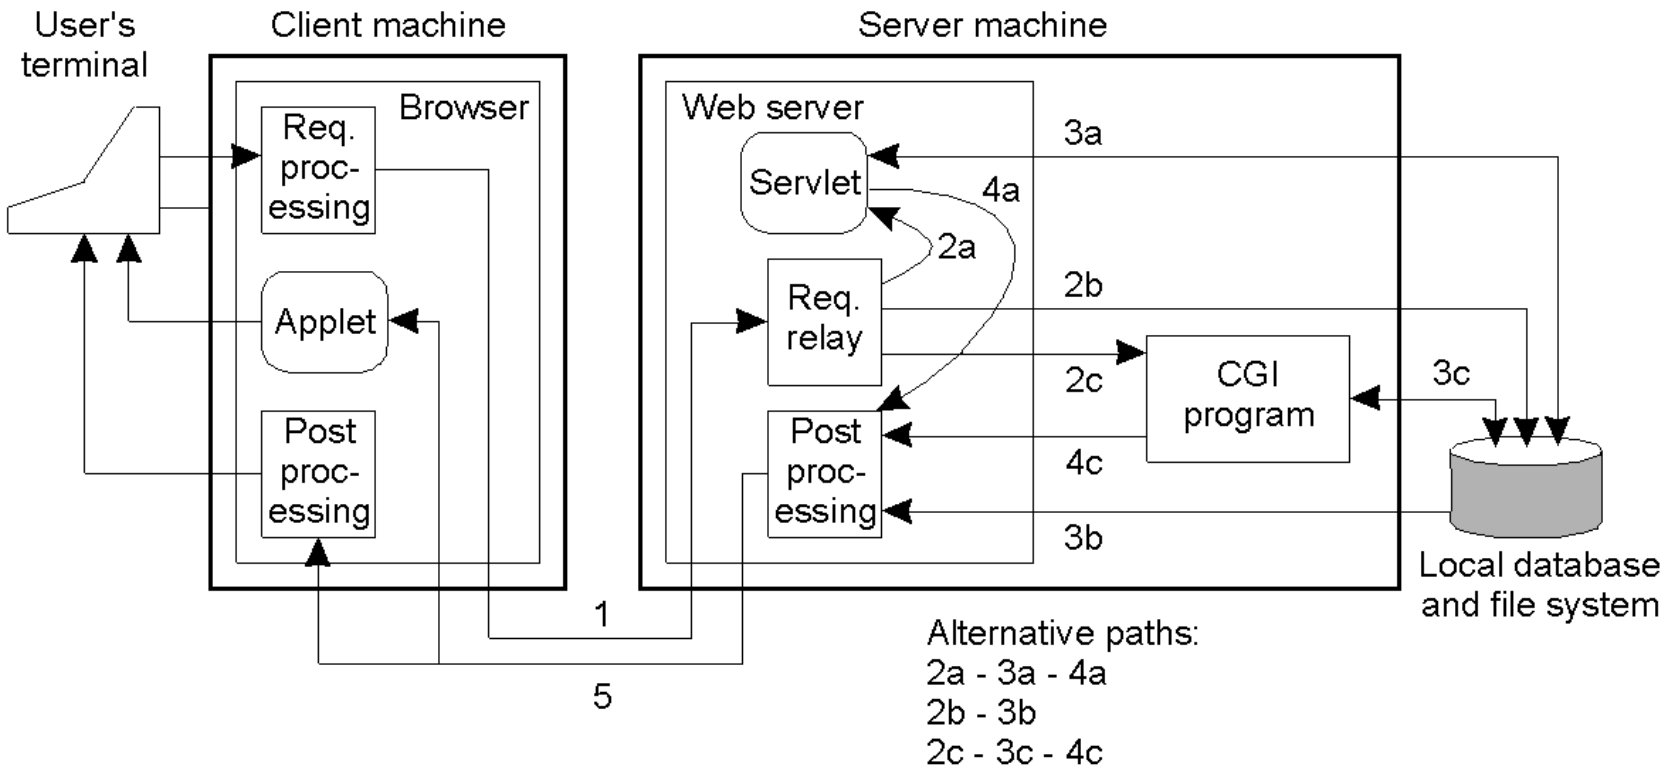 User's
terminal
Client machine
Server machine
Browser
Req.
proc-
essing
Applet
Post
proc-
essing
Web server
Servlet
Req.
relay
Post
proc-
essing
3a
4a
2a
2b
2c
CGI
program
3c
4c
3b
Local database
and file system
1
5
Alternative paths:
2a - 3a - 4a
2b - 3b
2c - 3c - 4c